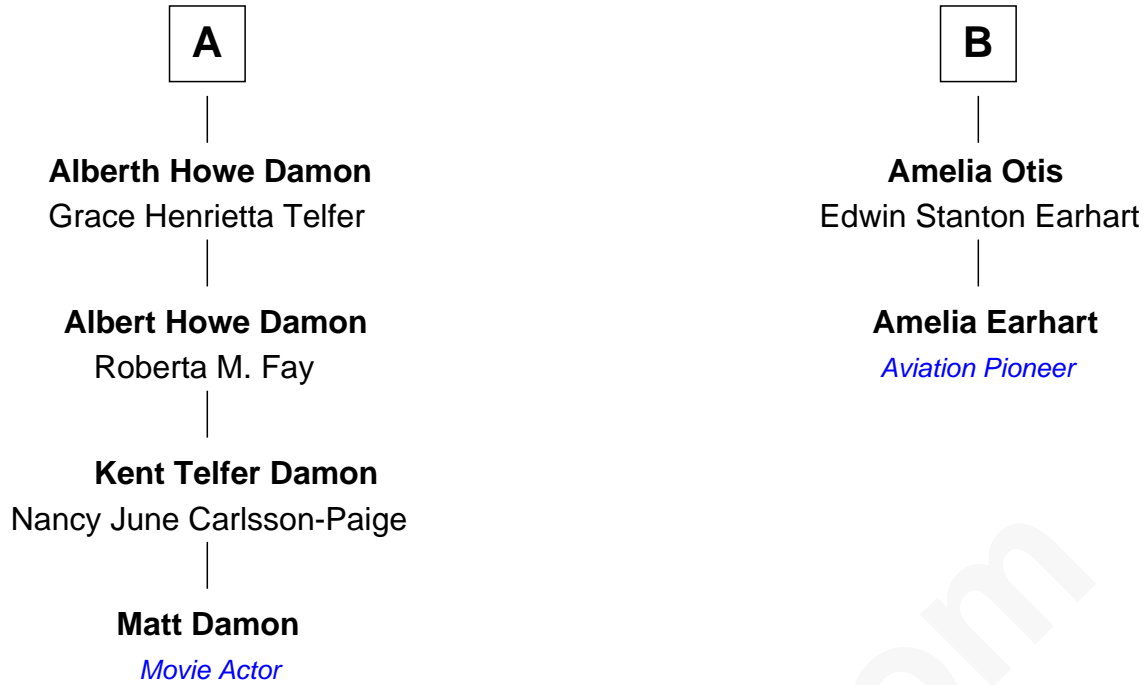 A
Alberth Howe Damon
Grace Henrietta Telfer
Albert Howe Damon
Roberta M. Fay
Kent Telfer Damon
Nancy June Carlsson-Paige
Matt Damon
Movie Actor
B
Amelia Otis
Edwin Stanton Earhart
Amelia Earhart
Aviation Pioneer
om